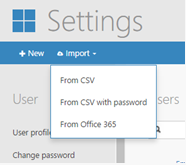 Settings
+ New Import
From CSV
From CSV with password
From Office 365
User
sers
User profile
Change password